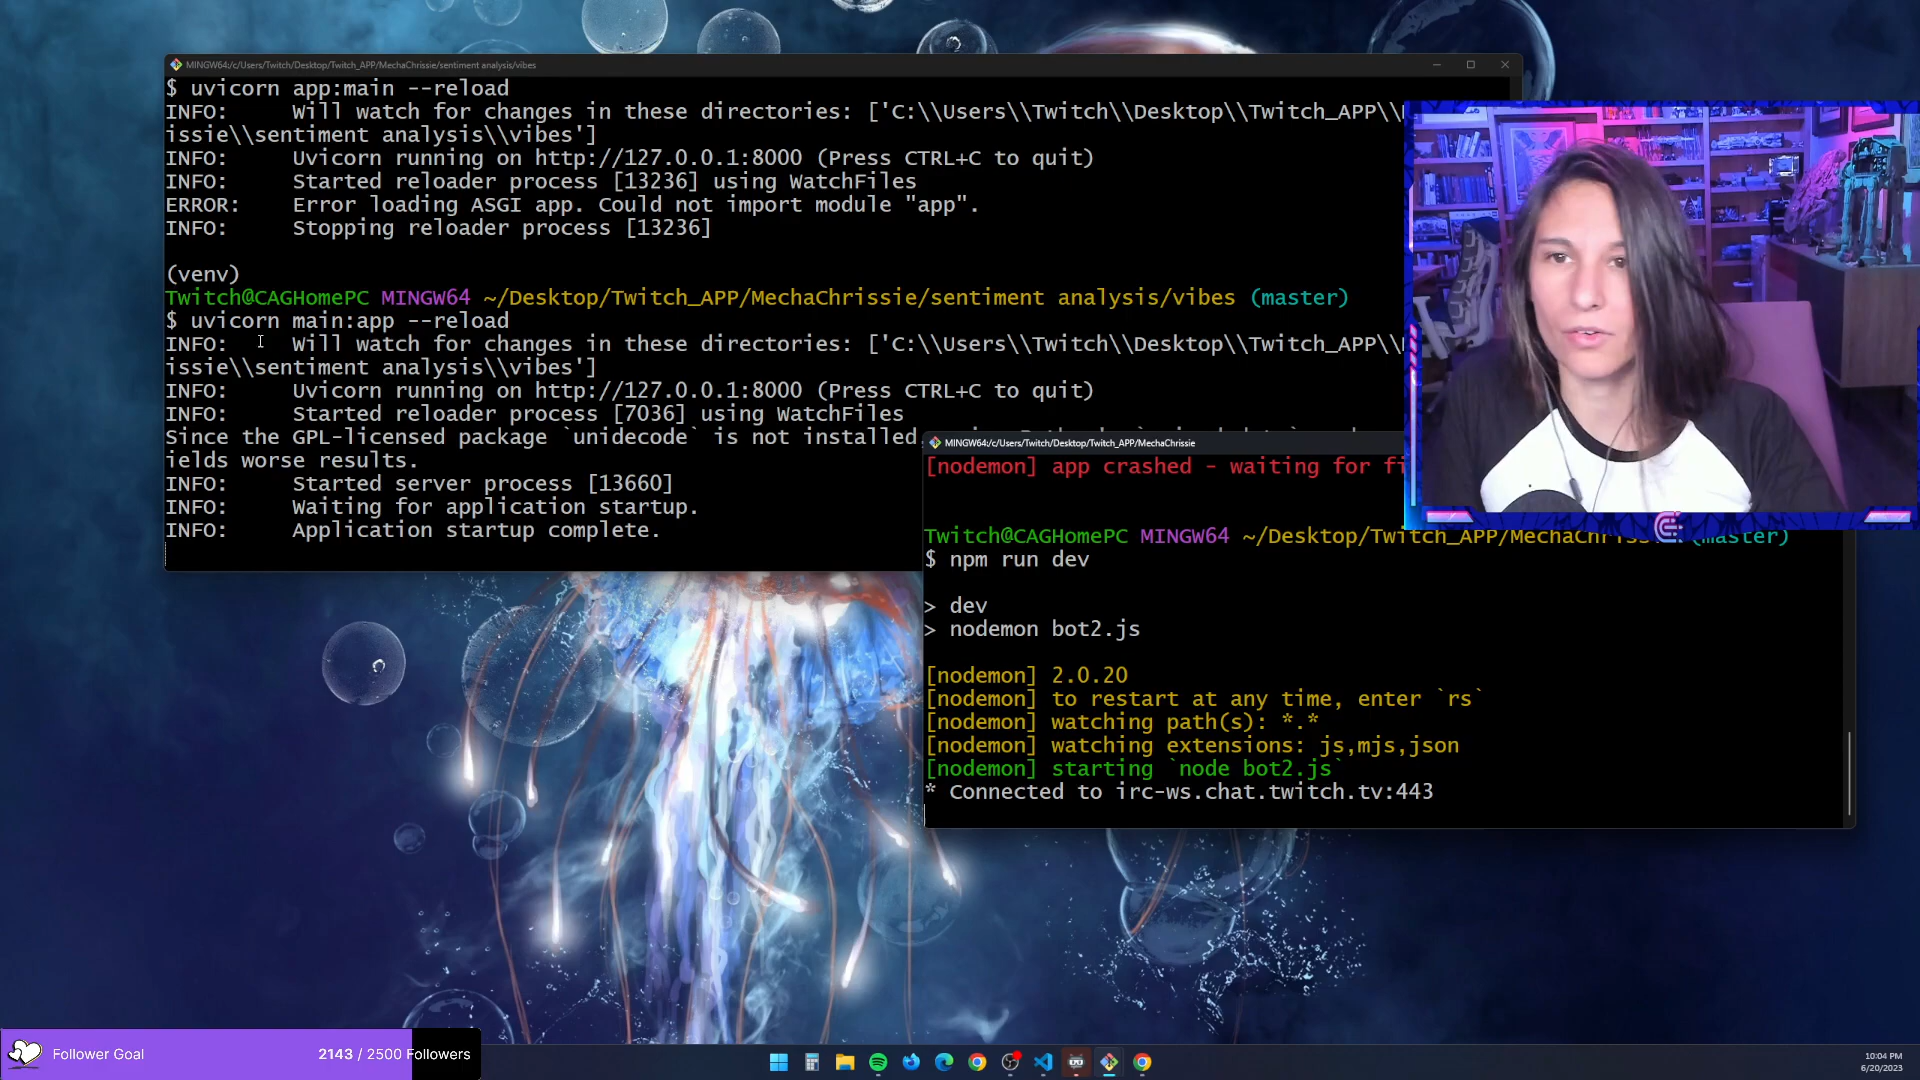 MINGW64:/c/Users/Twitch/Desktop/Twitch_APP/MechaChrissie/sentiment analysis/vibes
$ uvicorn app:main --reload
INFO:     Will watch for changes in these directories: ['C:\\Users\\Twitch\\Desktop\\Twitch_APP\\
issie\\sentiment analysis\\vibes']
INFO:     Uvicorn running on http://127.0.0.1:8000 (Press CTRL+C to quit)
INFO:     Started reloader process [13236] using WatchFiles
ERROR:    Error loading ASGI app. Could not import module "app".
INFO:     Stopping reloader process [13236]
(venv)
Twitch@CAGHomePC MINGW64 ~/Desktop/Twitch_APP/MechaChrissie/sentiment analysis/vibes (master)
$ uvicorn main:app --reload
INFO:     Will watch for changes in these directories: ['C:\\Users\\Twitch\\Desktop\\Twitch_APP\\
issie\\sentiment analysis\\vibes']
INFO:     Uvicorn running on http://127.0.0.1:8000 (Press CTRL+C to quit)
INFO:     Started reloader process [7036] using WatchFiles
Since the GPL-licensed package `unidecode` is not installed
ields worse results.
INFO:     Started server process [13660]
INFO:     Waiting for application startup.
INFO:     Application startup complete.
MINGW64:/c/Users/Twitch/Desktop/Twitch_APP/MechaChrissie
[nodemon] app crashed - waiting for fi
Twitch@CAGHomePC MINGW64 ~/Desktop/Twitch_APP/MechaChriss (master)
$ npm run dev
> dev
> nodemon bot2.js
[nodemon] 2.0.20
[nodemon] to restart at any time, enter `rs`
[nodemon] watching path(s): *.*
[nodemon] watching extensions: js,mjs,json
[nodemon] starting `node bot2.js`
* Connected to irc-ws.chat.twitch.tv:443
Follower Goal 2143 / 2500 Followers
10:04 PM
6/20/2023